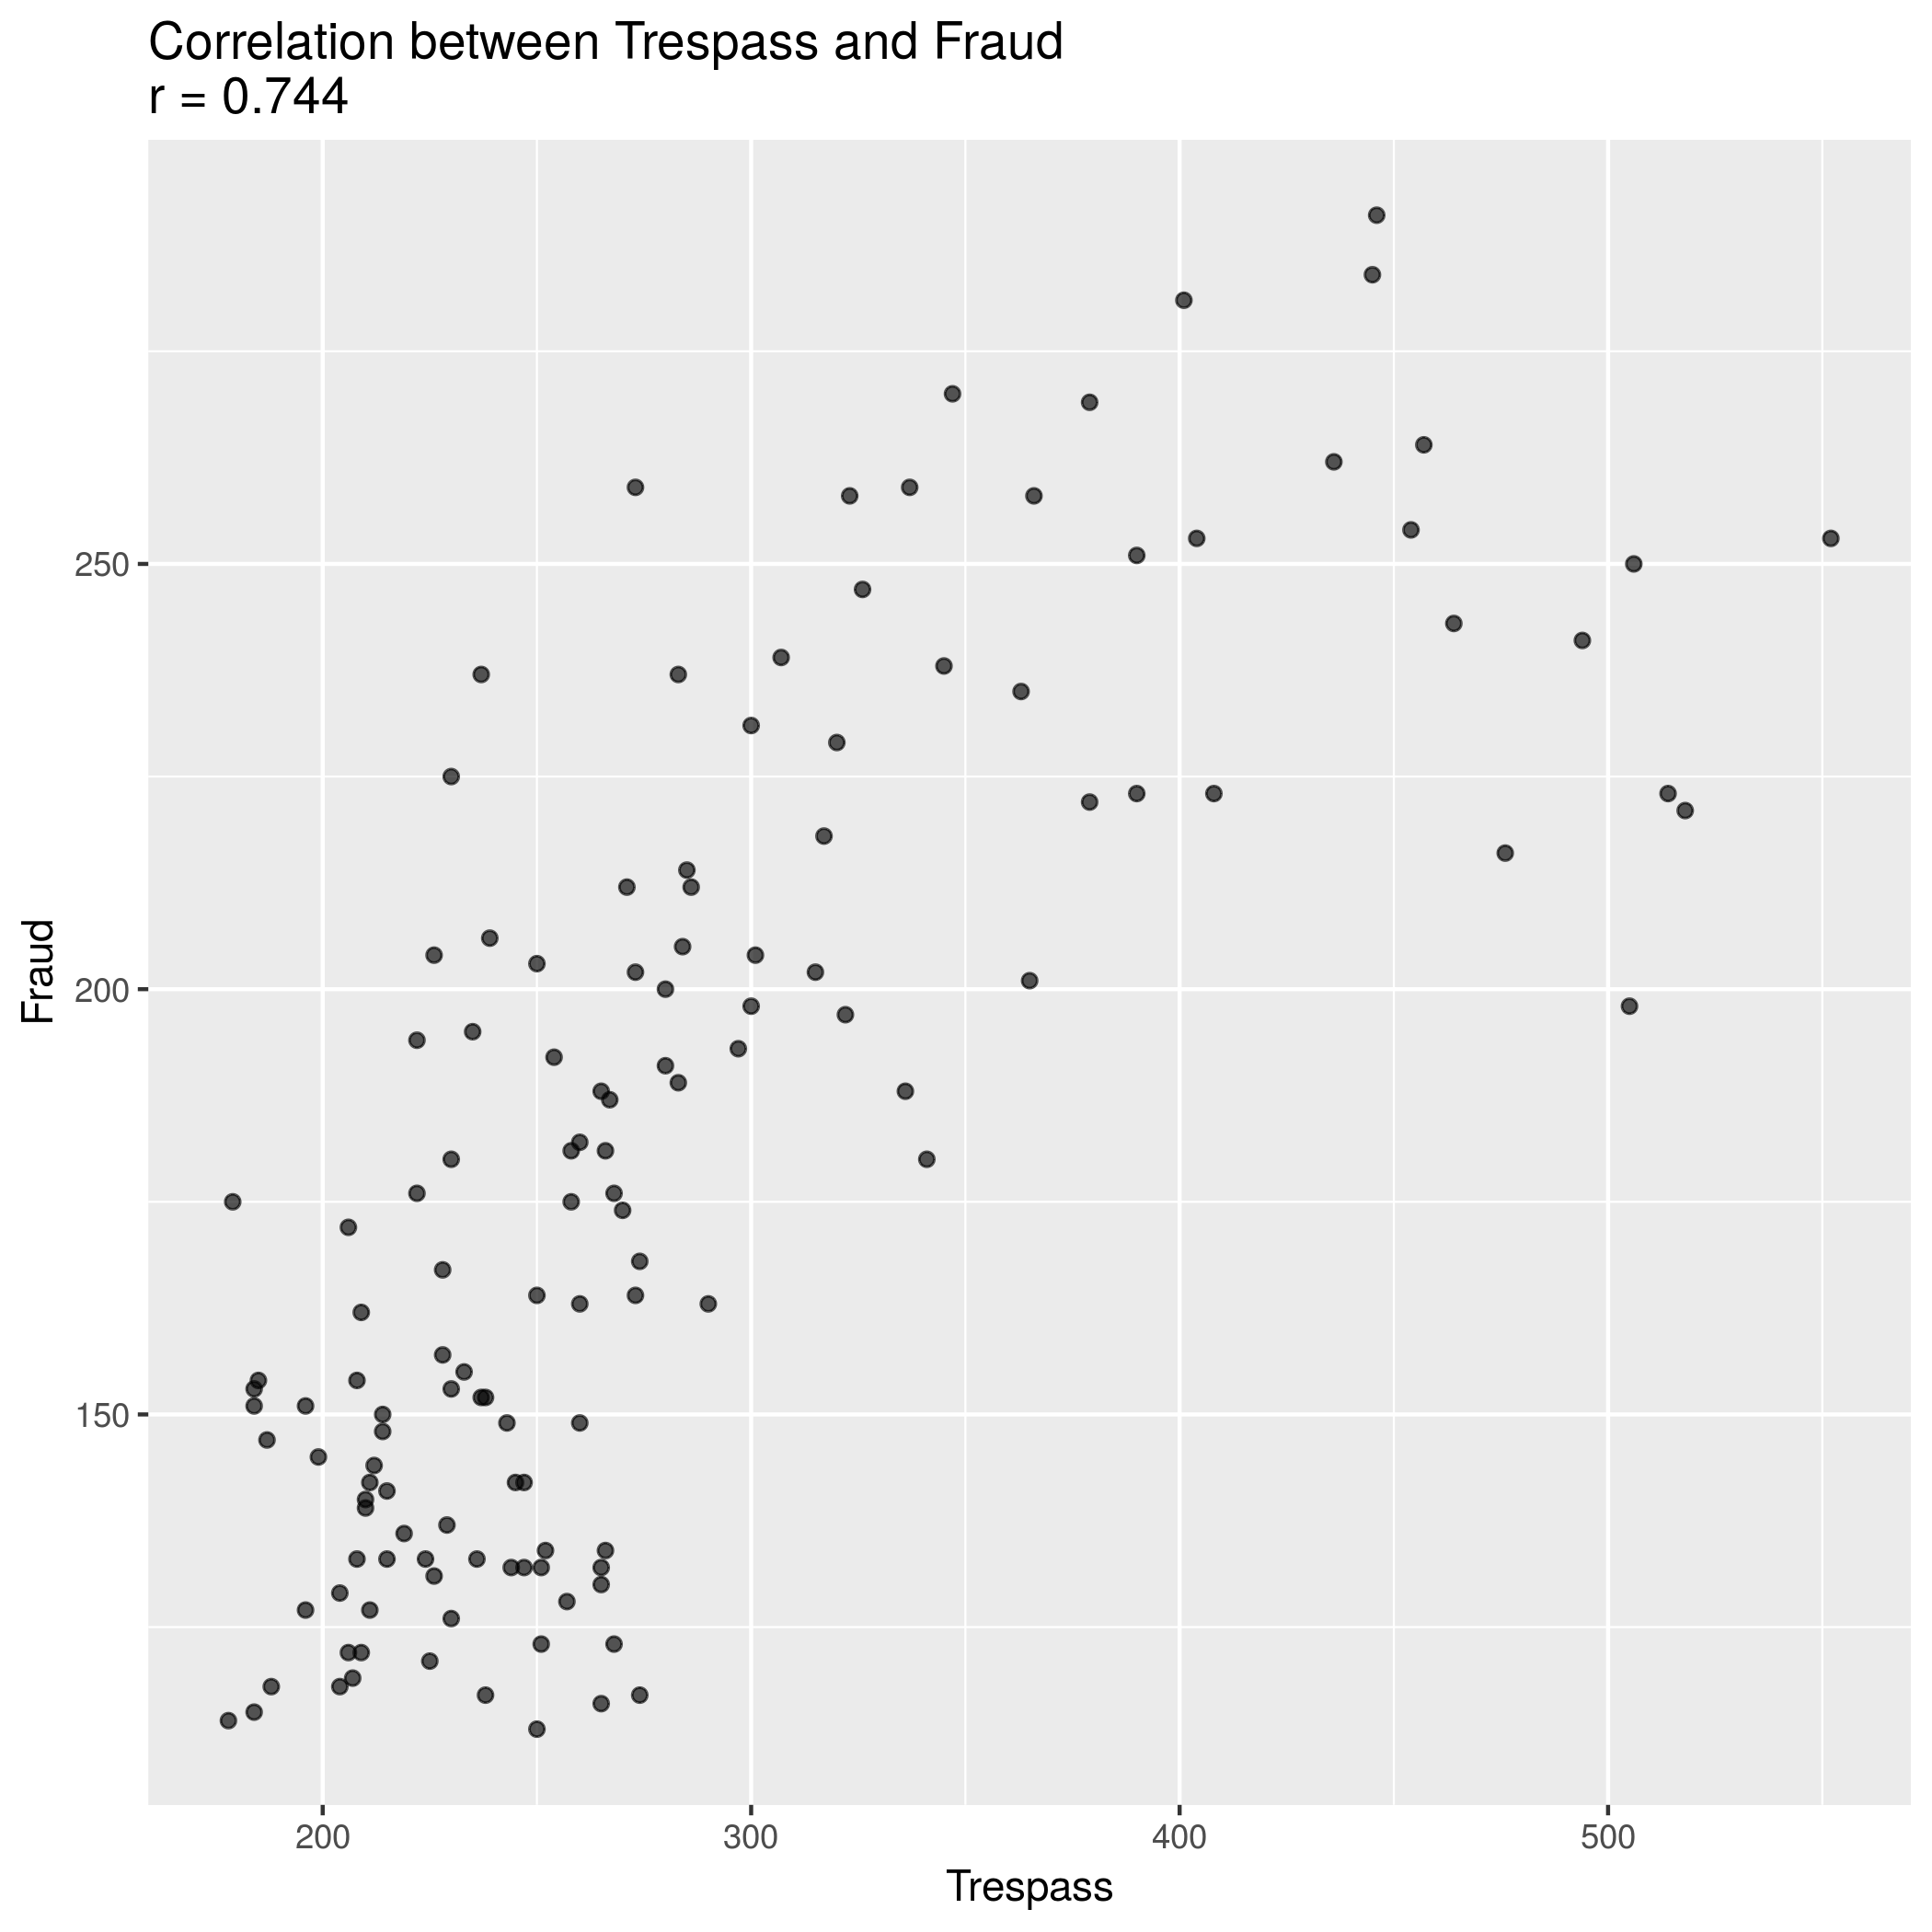 Correlation between Trespass and Fraud
r = 0.744
250
200
150
Fraud
200 300 400 500
Trespass